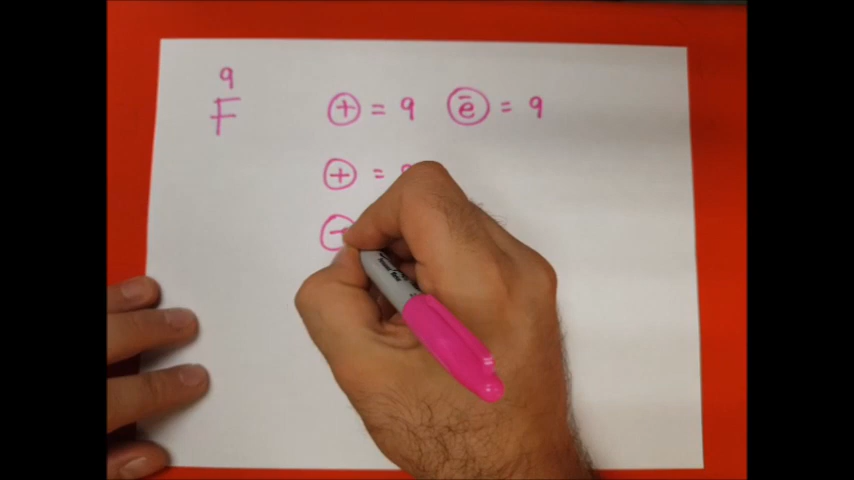 9
F ⊕ = 9 ⓔ̄ = 9
⊕ =